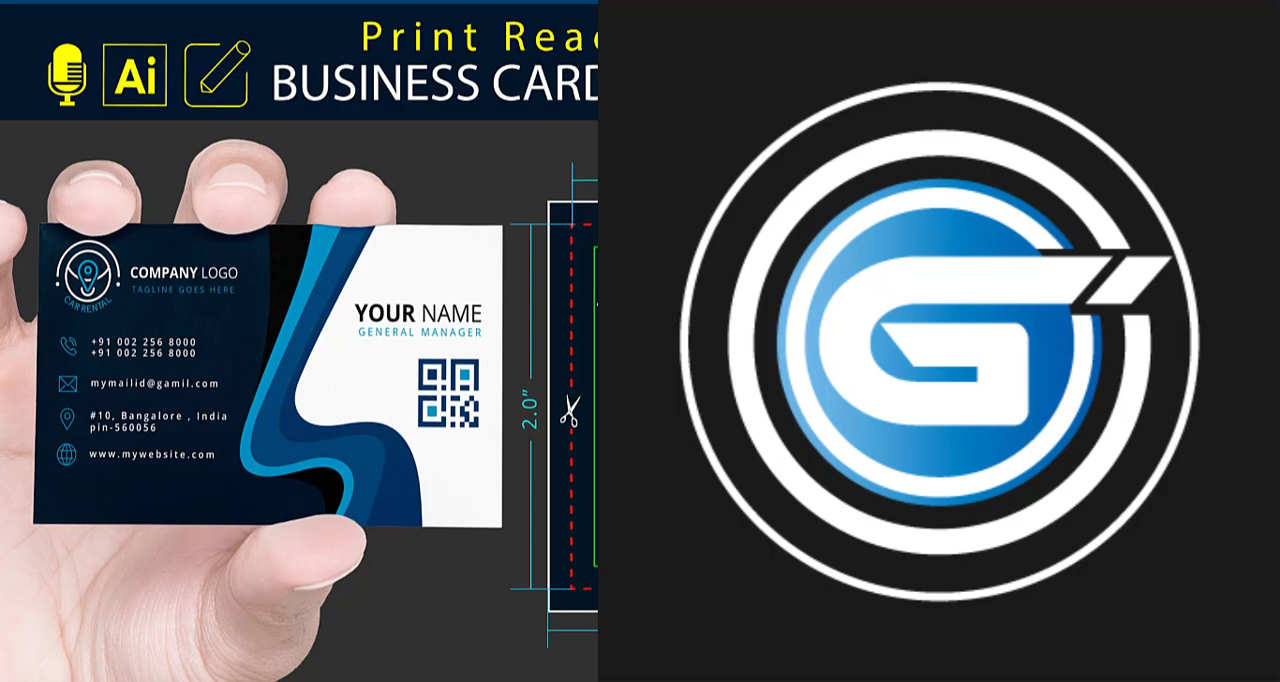 Print Rea
Ai
BUSINESS CARD
COMPANY LOGO
TAGLINE GOES HERE
CAR RENTAL
YOUR NAME
GENERAL MANAGER
+91 002 256 8000
+91 002 256 8000
mymailid@gamil.com
#10, Bangalore , India
pin-560056
www.mywebsite.com
2.0"
G